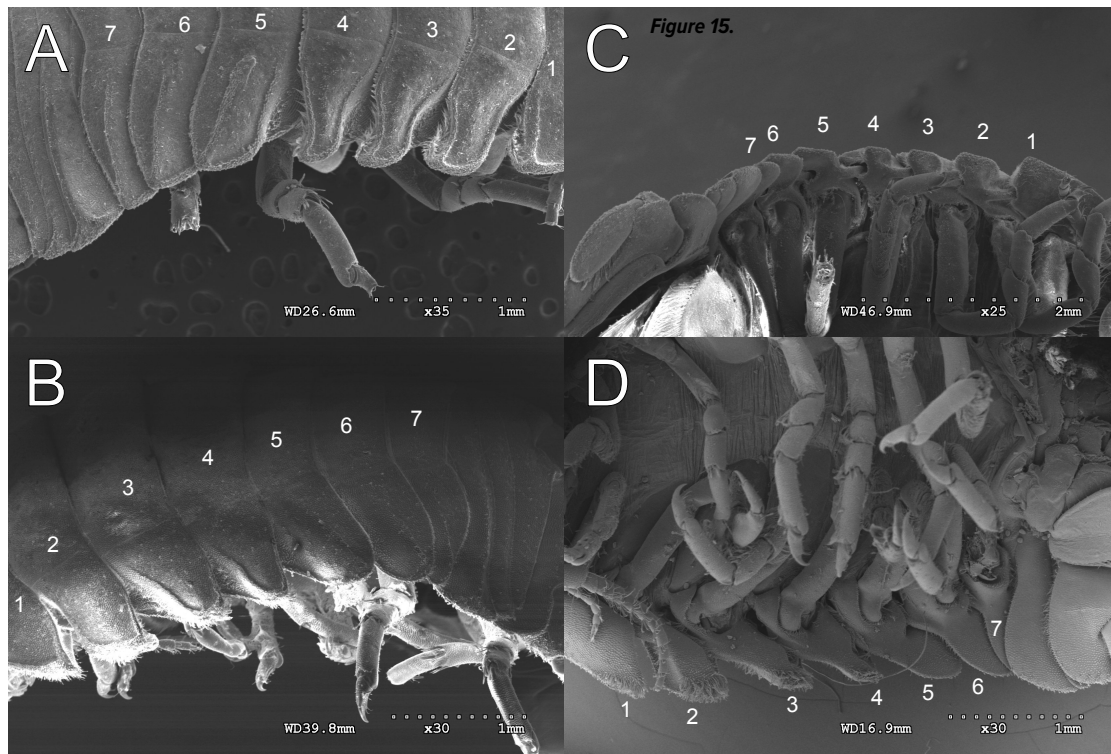 A
7 6 5 4 3 2 1
WD26.6mm x35 1mm
C
Figure 15.
7 6 5 4 3 2 1
WD46.9mm x25 2mm
B
1 2 3 4 5 6 7
WD39.8mm x30 1mm
D
1 2 3 4 5 6 7
WD16.9mm x30 1mm